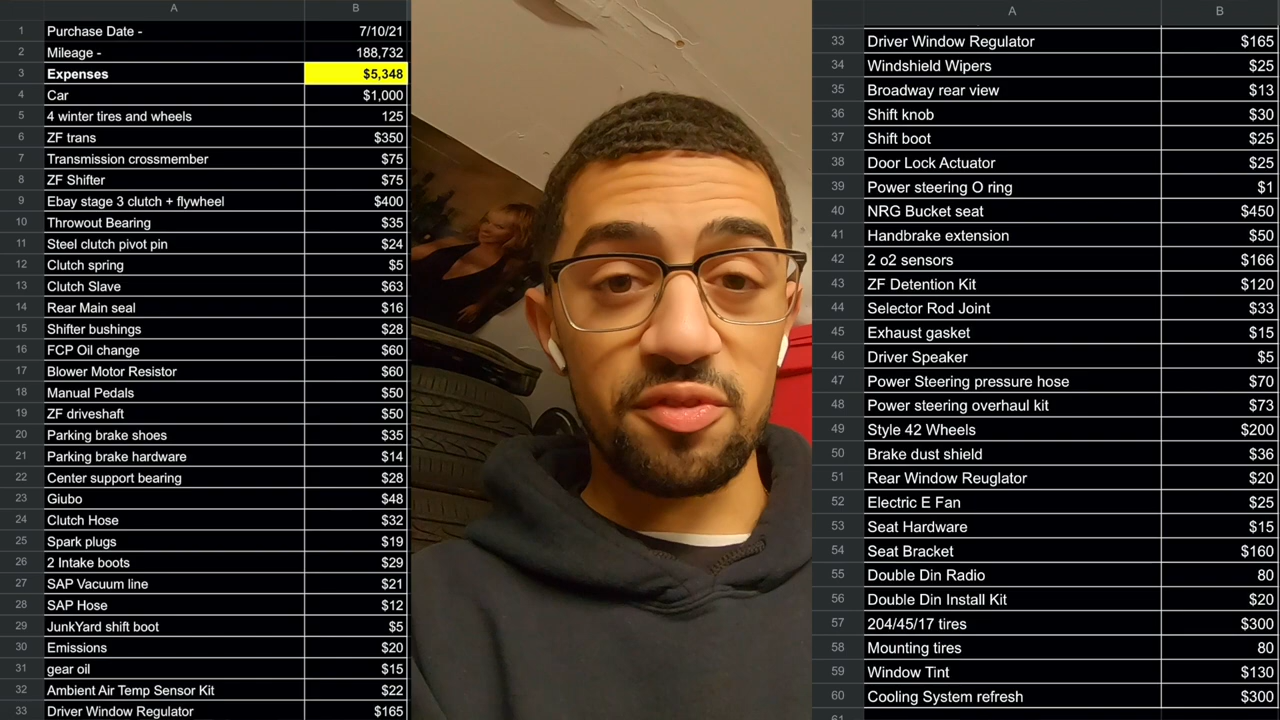 A B
1 Purchase Date - 7/10/21
2 Mileage - 188,732
3 Expenses $5,348
4 Car $1,000
5 4 winter tires and wheels 125
6 ZF trans $350
7 Transmission crossmember $75
8 ZF Shifter $75
9 Ebay stage 3 clutch + flywheel $400
10 Throwout Bearing $35
11 Steel clutch pivot pin $24
12 Clutch spring $5
13 Clutch Slave $63
14 Rear Main seal $16
15 Shifter bushings $28
16 FCP Oil change $60
17 Blower Motor Resistor $60
18 Manual Pedals $50
19 ZF driveshaft $50
20 Parking brake shoes $35
21 Parking brake hardware $14
22 Center support bearing $28
23 Giubo $48
24 Clutch Hose $32
25 Spark plugs $19
26 2 Intake boots $29
27 SAP Vacuum line $21
28 SAP Hose $12
29 JunkYard shift boot $5
30 Emissions $20
31 gear oil $15
32 Ambient Air Temp Sensor Kit $22
33 Driver Window Regulator $165
A B
33 Driver Window Regulator $165
34 Windshield Wipers $25
35 Broadway rear view $13
36 Shift knob $30
37 Shift boot $25
38 Door Lock Actuator $25
39 Power steering O ring $1
40 NRG Bucket seat $450
41 Handbrake extension $50
42 2 o2 sensors $166
43 ZF Detention Kit $120
44 Selector Rod Joint $33
45 Exhaust gasket $15
46 Driver Speaker $5
47 Power Steering pressure hose $70
48 Power steering overhaul kit $73
49 Style 42 Wheels $200
50 Brake dust shield $36
51 Rear Window Reuglator $20
52 Electric E Fan $25
53 Seat Hardware $15
54 Seat Bracket $160
55 Double Din Radio 80
56 Double Din Install Kit $20
57 204/45/17 tires $300
58 Mounting tires 80
59 Window Tint $130
60 Cooling System refresh $300
61